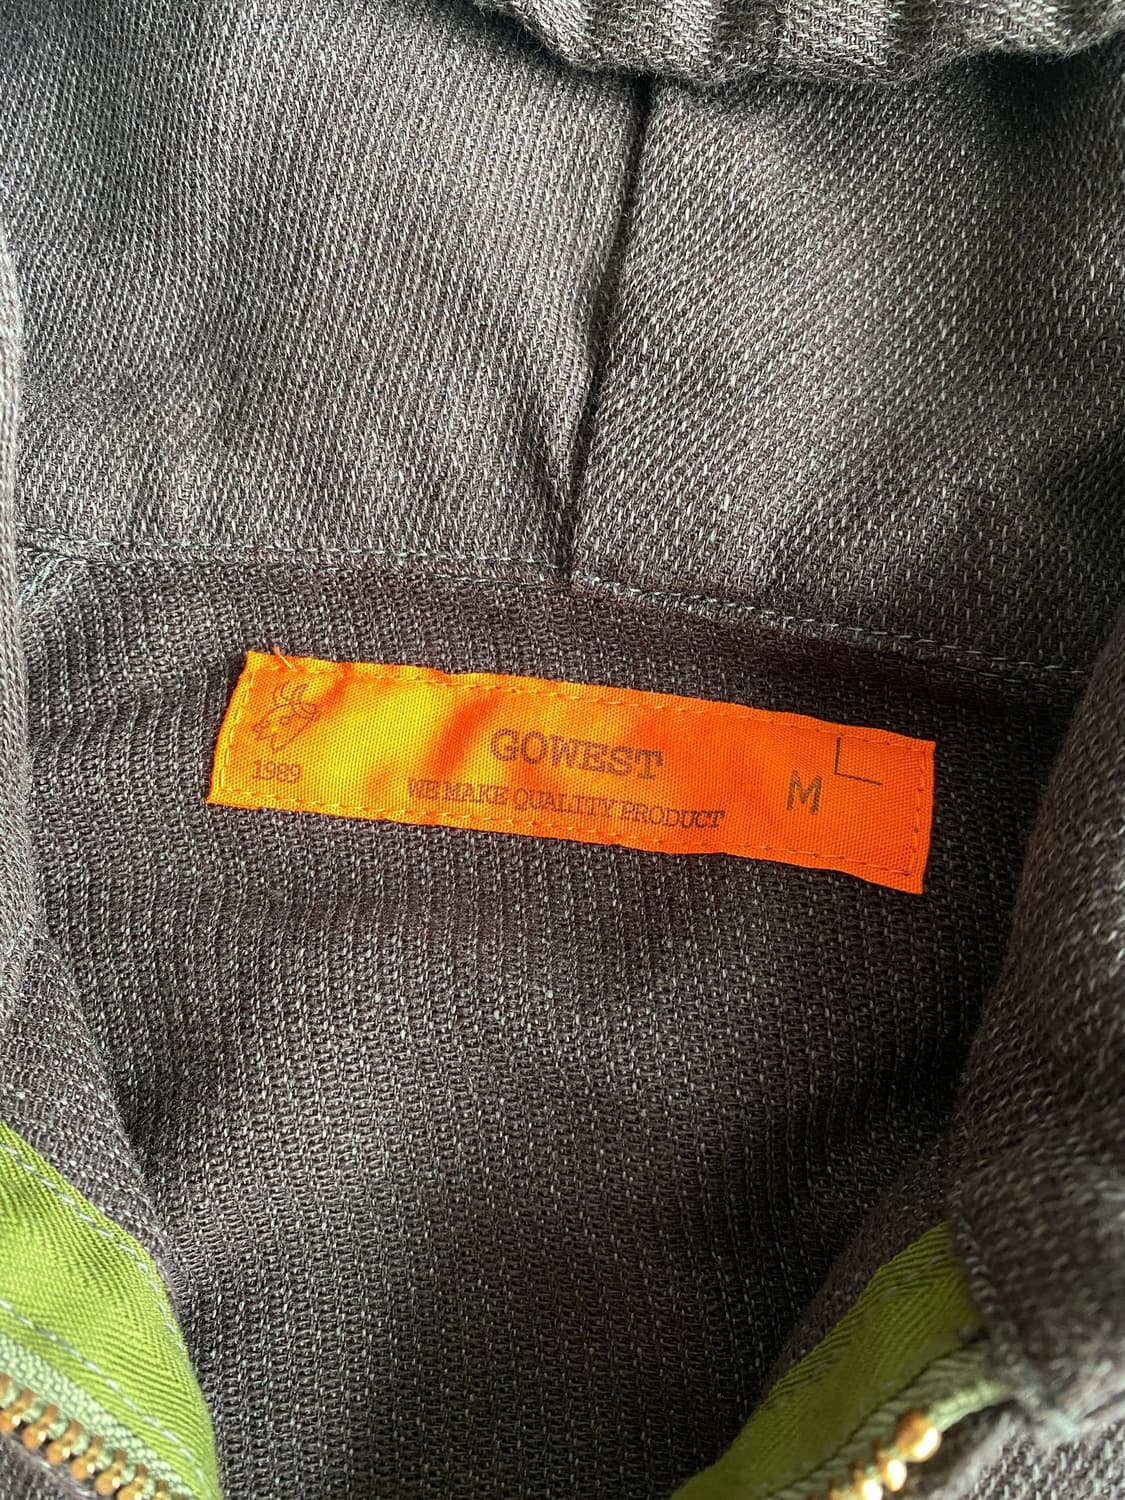 GOWEST
1989
WE MAKE QUALITY PRODUCT
M